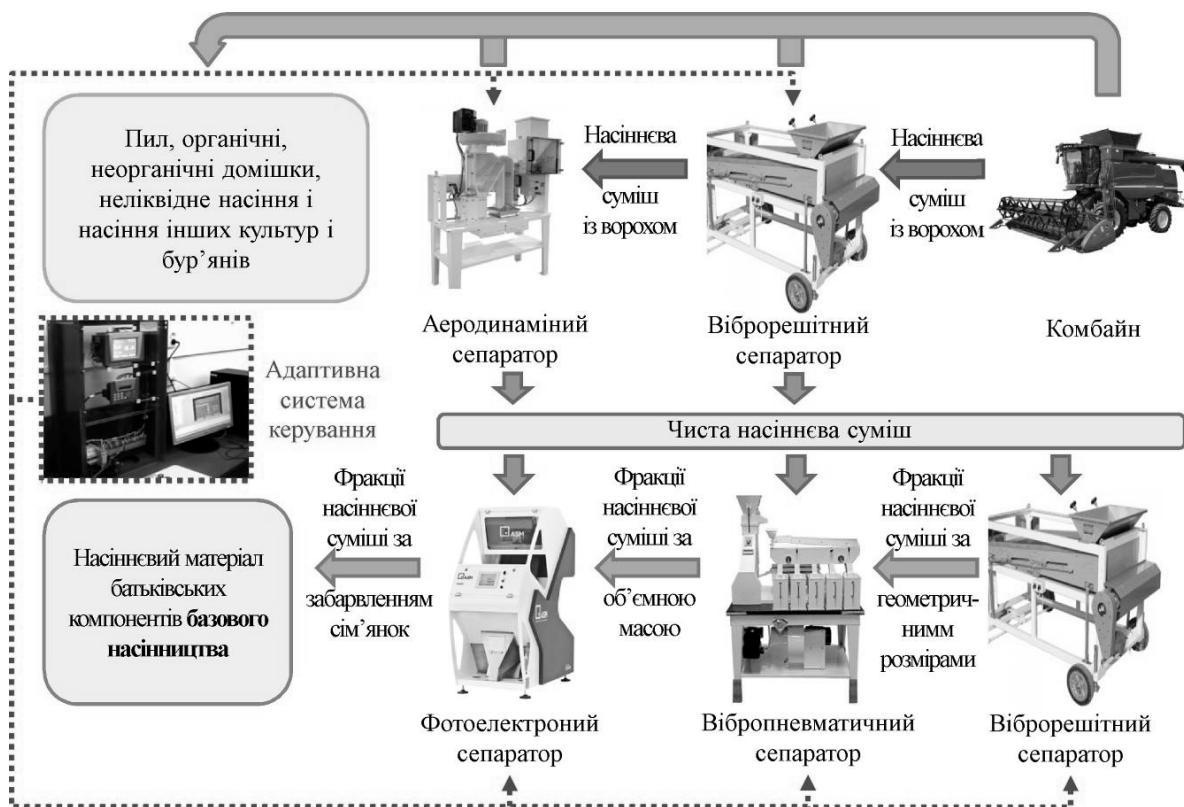 Пил, органічні,
неорганічні домішки,
неліквідне насіння і
насіння інших культур і
бур’янів
Насіннєва
суміш
із ворохом
Насіннєва
суміш
із ворохом
Аеродинаміний
сепаратор
Віброрешітний
сепаратор
Комбайн
Адаптивна
система
керування
Чиста насіннєва суміш
Насіннєвий матеріал
батьківських
компонентів базового
насінництва
Фракції
насіннєвої
суміші за
забарвленням
сім’янок
Фракції
насіннєвої
суміші за
об’ємною
масою
Фракції
насіннєвої
суміші за
геометрич-
нимм
розмірами
ASM
ASM
Фотоелектроний
сепаратор
Вібропневматичний
сепаратор
Віброрешітний
сепаратор